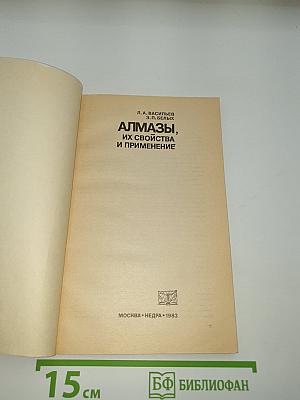 Л. А. ВАСИЛЬЕВ
З. П. БЕЛЫХ
АЛМАЗЫ,
ИХ СВОЙСТВА
И ПРИМЕНЕНИЕ
МОСКВА • НЕДРА • 1983
15 см
БФ БИБЛИОФАН